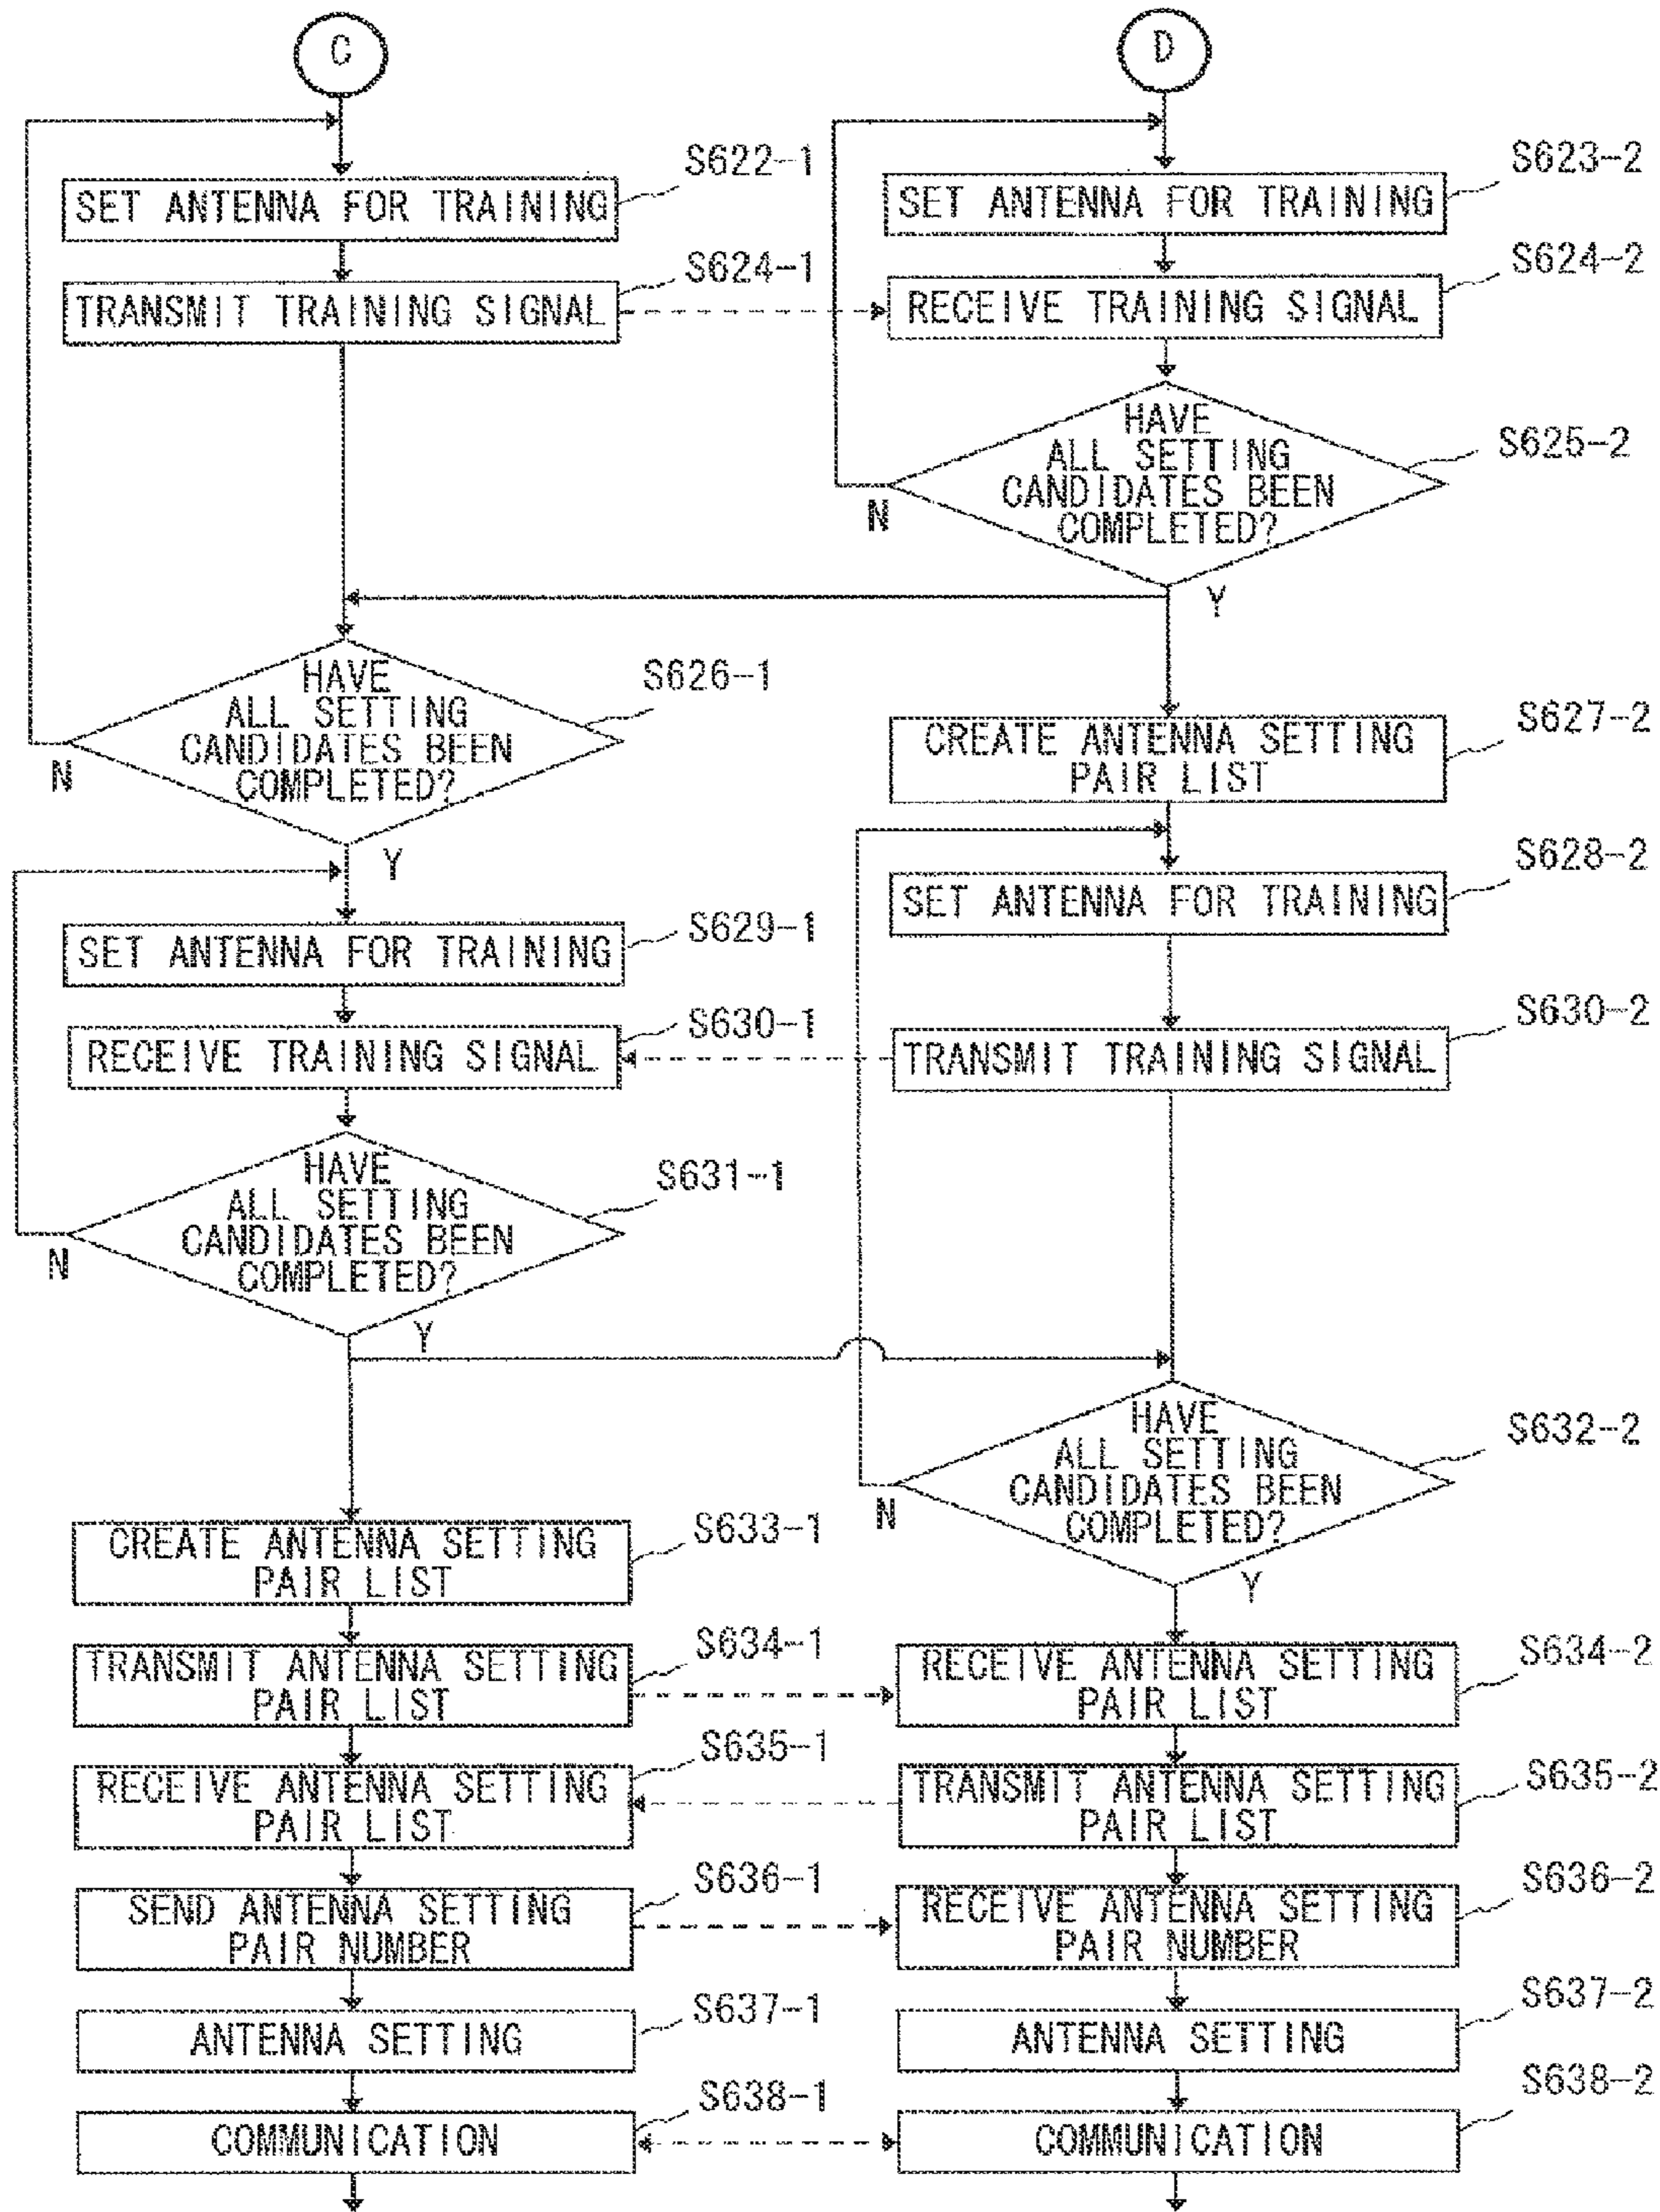 C
D
S622-1
SET ANTENNA FOR TRAINING
S623-2
SET ANTENNA FOR TRAINING
S624-1
TRANSMIT TRAINING SIGNAL
S624-2
RECEIVE TRAINING SIGNAL
HAVE
ALL SETTING
CANDIDATES BEEN
COMPLETED?
S625-2
N
Y
HAVE
ALL SETTING
CANDIDATES BEEN
COMPLETED?
S626-1
N
Y
S627-2
CREATE ANTENNA SETTING
PAIR LIST
S628-2
SET ANTENNA FOR TRAINING
S629-1
SET ANTENNA FOR TRAINING
S630-1
RECEIVE TRAINING SIGNAL
S630-2
TRANSMIT TRAINING SIGNAL
HAVE
ALL SETTING
CANDIDATES BEEN
COMPLETED?
S631-1
N
Y
HAVE
ALL SETTING
CANDIDATES BEEN
COMPLETED?
S632-2
N
Y
S633-1
CREATE ANTENNA SETTING
PAIR LIST
S634-1
TRANSMIT ANTENNA SETTING
PAIR LIST
S634-2
RECEIVE ANTENNA SETTING
PAIR LIST
S635-1
RECEIVE ANTENNA SETTING
PAIR LIST
S635-2
TRANSMIT ANTENNA SETTING
PAIR LIST
S636-1
SEND ANTENNA SETTING
PAIR NUMBER
S636-2
RECEIVE ANTENNA SETTING
PAIR NUMBER
S637-1
ANTENNA SETTING
S637-2
ANTENNA SETTING
S638-1
COMMUNICATION
S638-2
COMMUNICATION